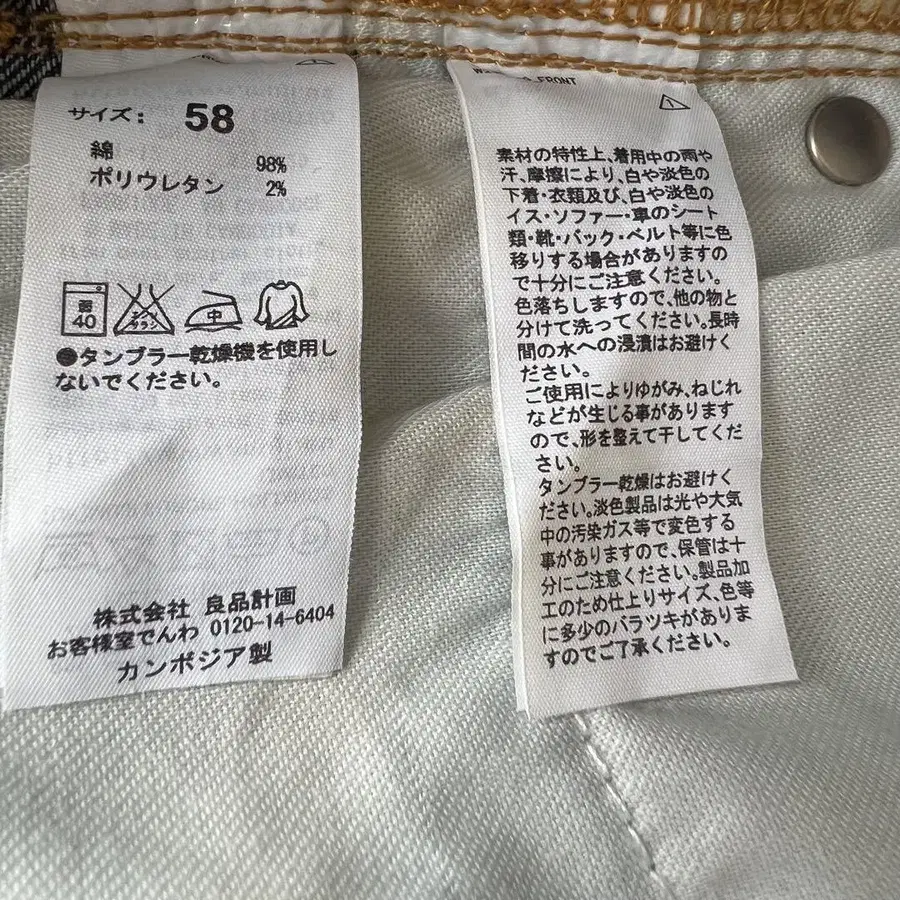 サイズ: 58
綿 98%
ポリウレタン 2%
40
エンソ
サラシ
中
●タンブラー乾燥機を使用し
ないでください。
株式会社 良品計画
お客様室でんわ 0120-14-6404
カンボジア製
FRONT
素材の特性上、着用中の雨や
汗、摩擦により、白や淡色の
下着・衣類及び、白や淡色の
イス・ソファー・車のシート
類・靴・バック・ベルト等に色
移りする場合がありますの
で十分にご注意ください。
色落ちしますので、他の物と
分けて洗ってください。長時
間の水への浸漬はお避けく
ださい。
ご使用によりゆがみ、ねじれ
などが生じる事があります
ので、形を整えて干してくだ
さい。
タンブラー乾燥はお避けく
ださい。淡色製品は光や大気
中の汚染ガス等で変色する
事がありますので、保管は十
分にご注意ください。製品加
工のため仕上りサイズ、色等
に多少のバラツキがありま
すのでご了承ください。